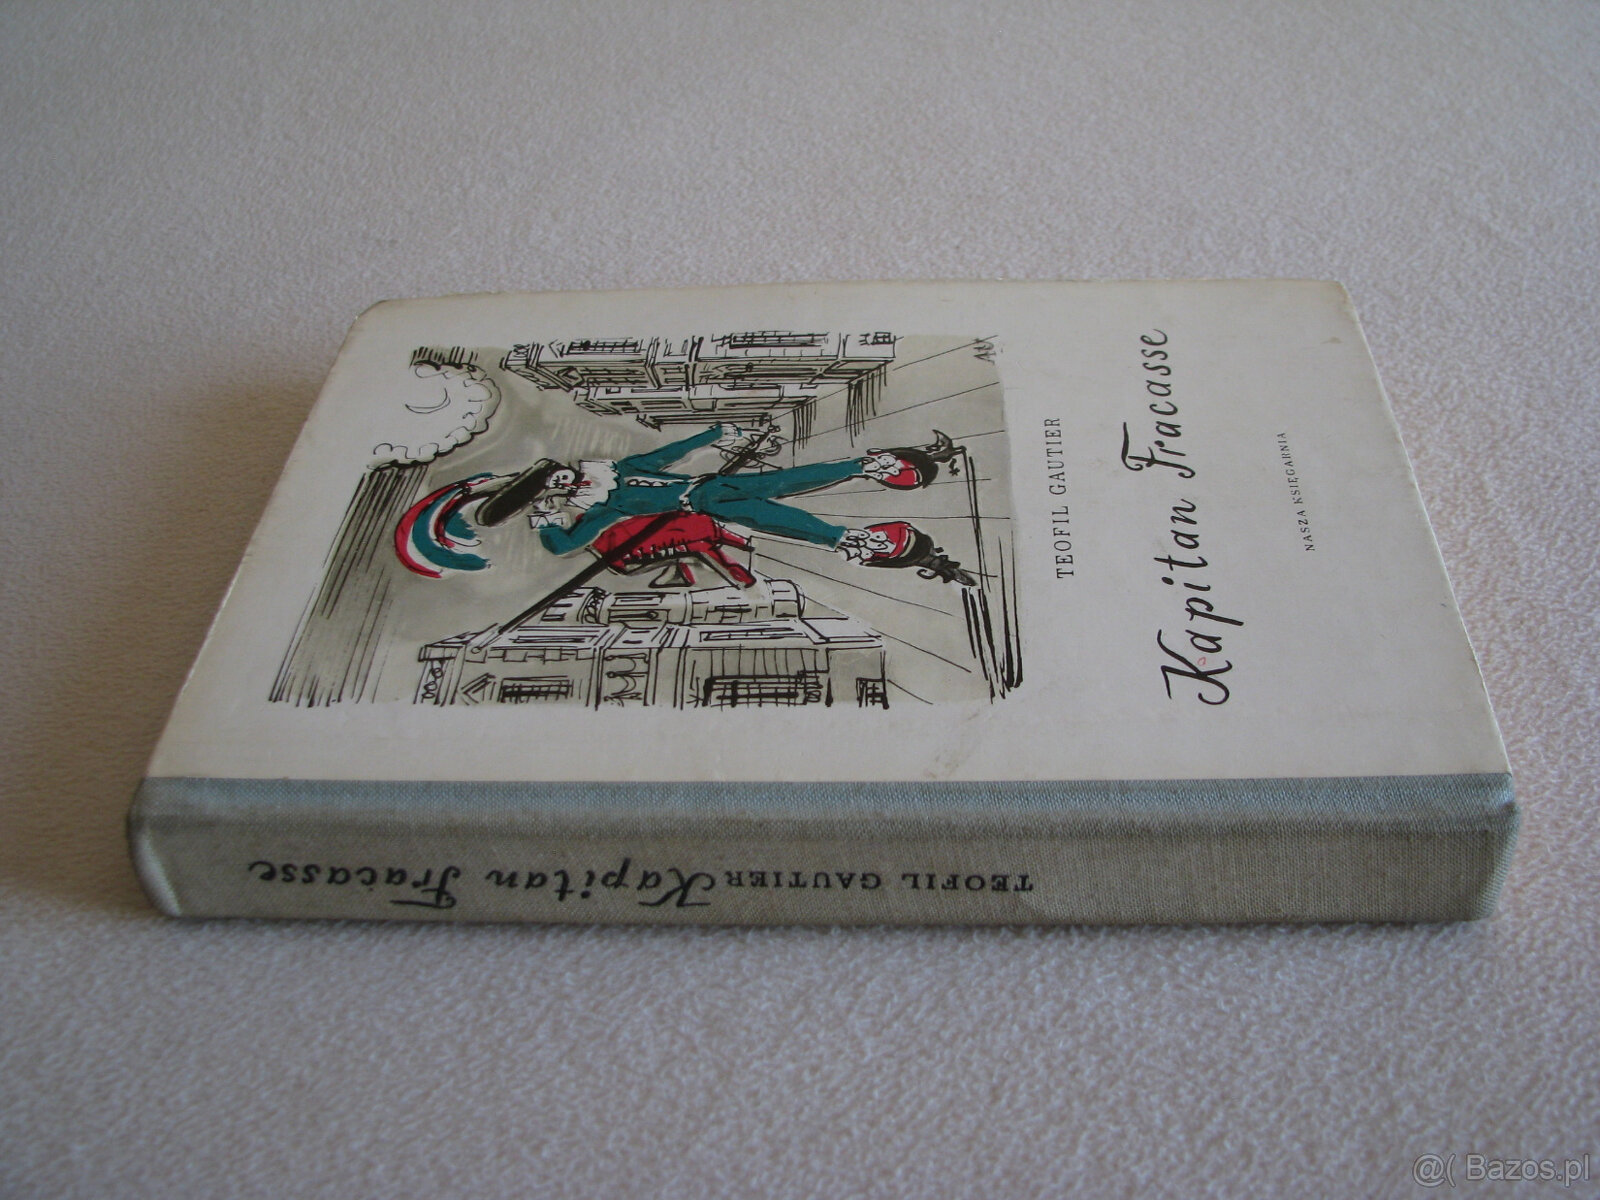 TEOFIL GAUTIER
Kapitan Fracasse
NASZA KSIĘGARNIA
TEOFIL GAUTIER Kapitan Fracasse
@( Bazos.pl